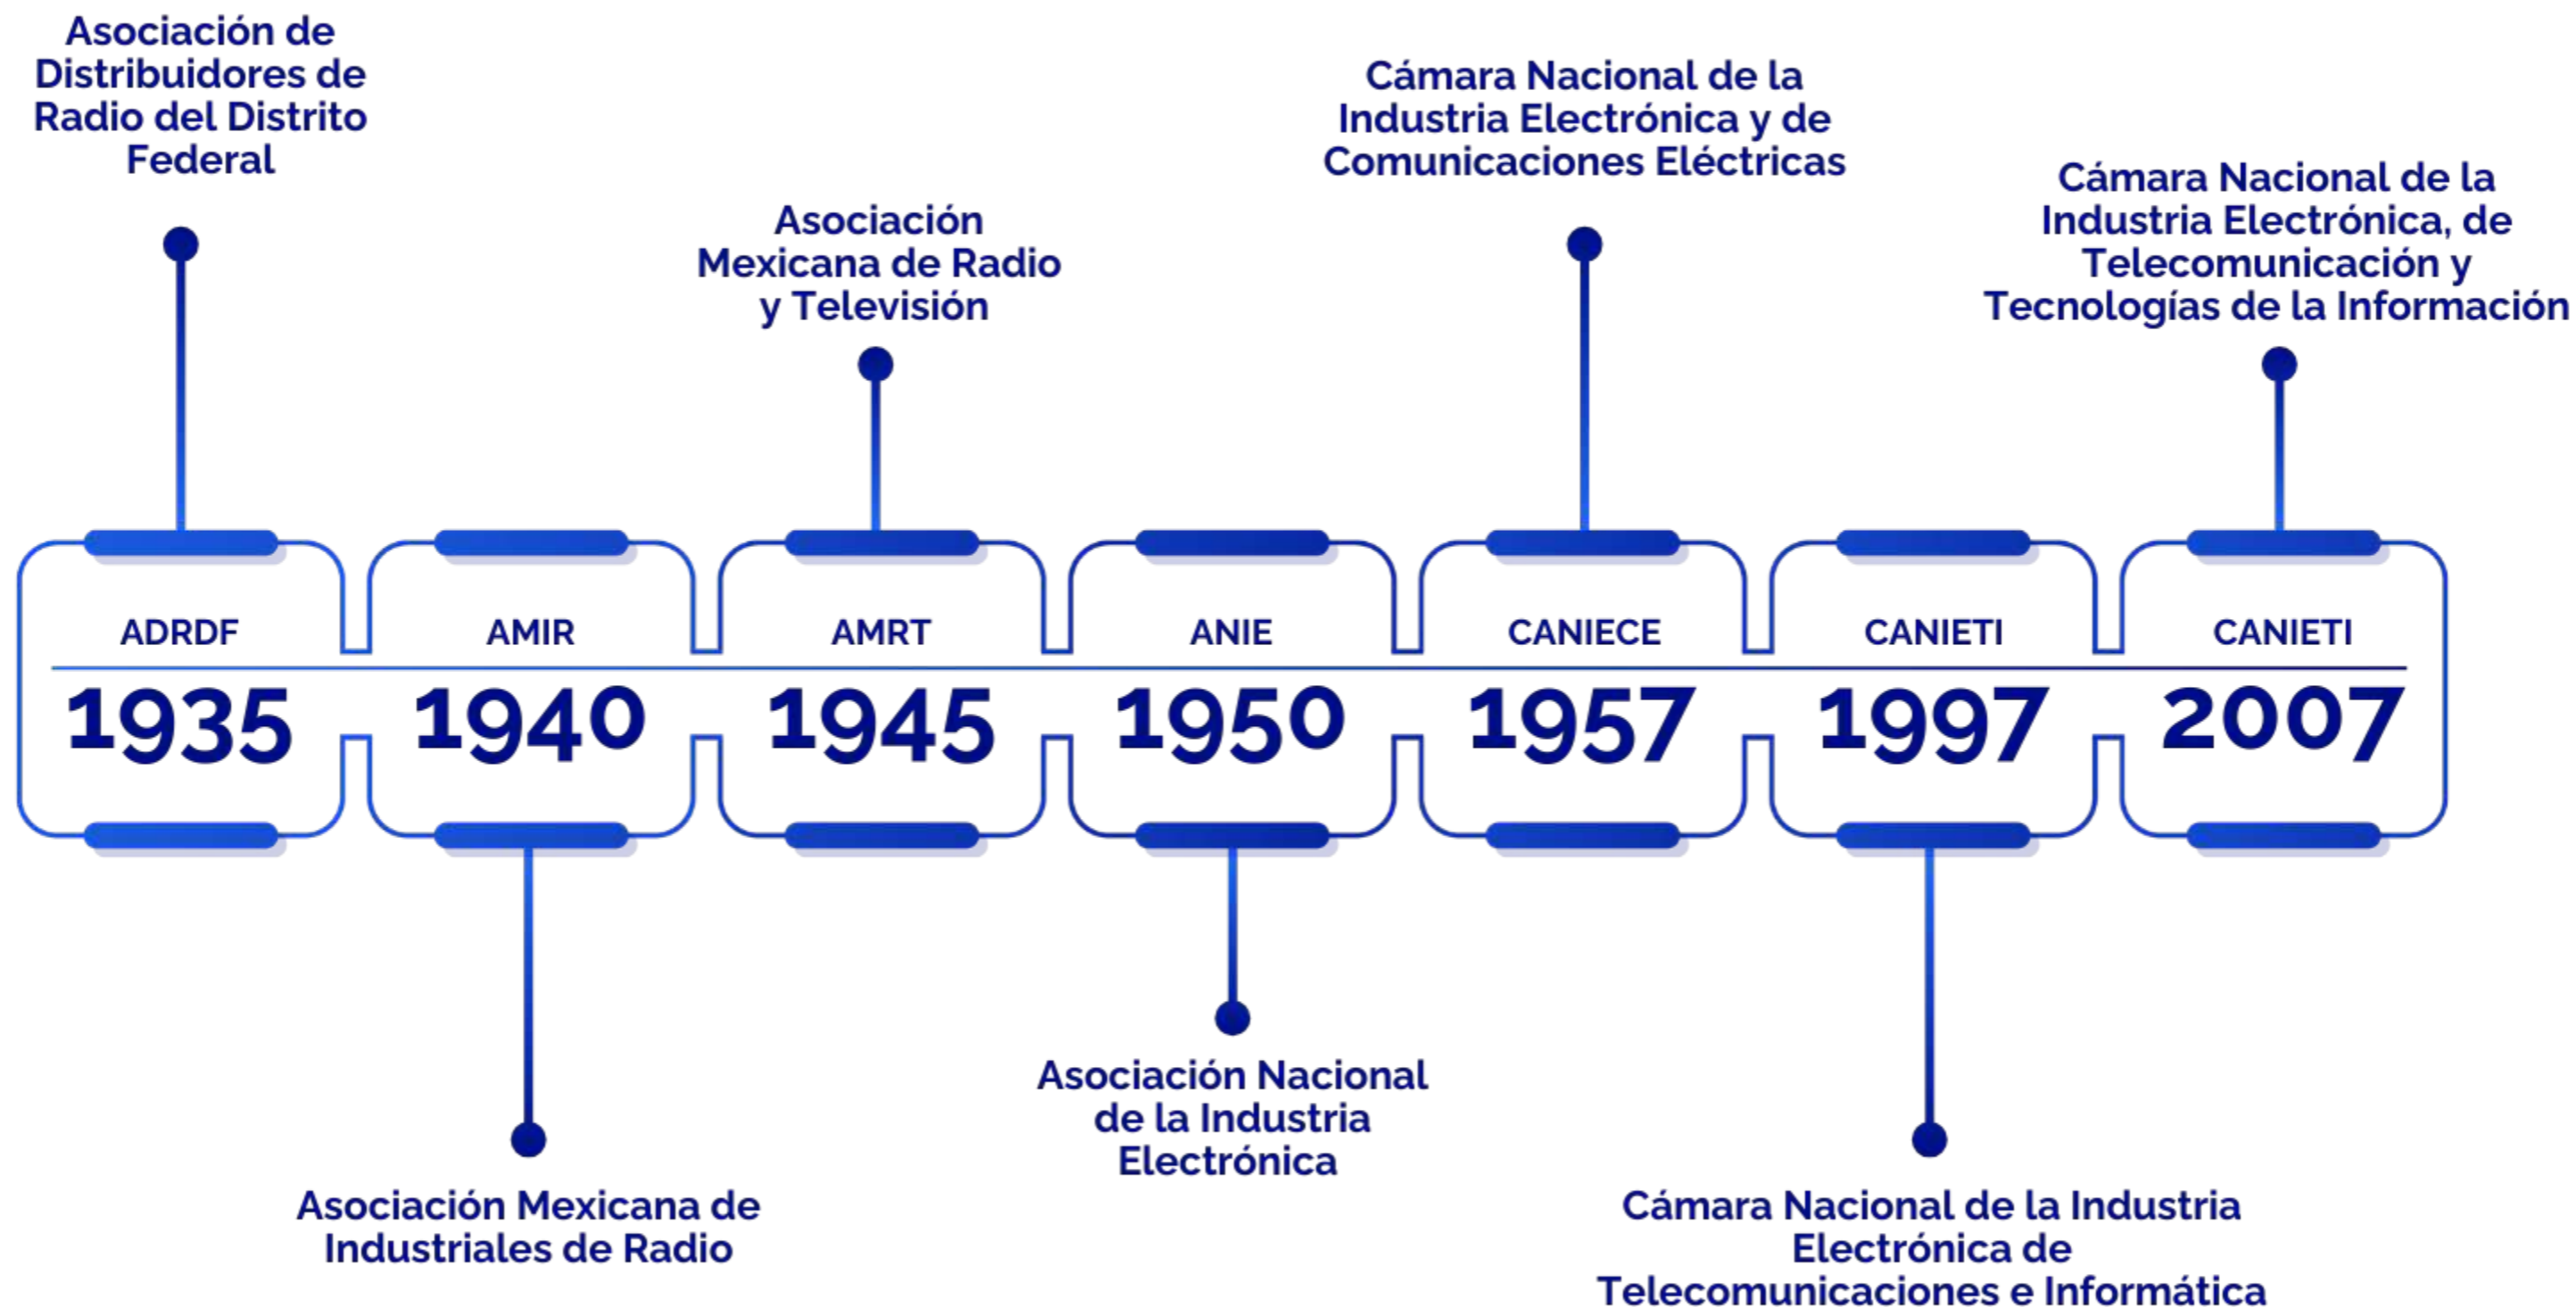 Asociación de
Distribuidores de
Radio del Distrito
Federal
Asociación
Mexicana de Radio
y Televisión
Cámara Nacional de la
Industria Electrónica y de
Comunicaciones Eléctricas
Cámara Nacional de la
Industria Electrónica, de
Telecomunicación y
Tecnologías de la Información
ADRDF
1935
AMIR
1940
AMRT
1945
ANIE
1950
CANIECE
1957
CANIETI
1997
CANIETI
2007
Asociación Mexicana de
Industriales de Radio
Asociación Nacional
de la Industria
Electrónica
Cámara Nacional de la Industria
Electrónica de
Telecomunicaciones e Informática